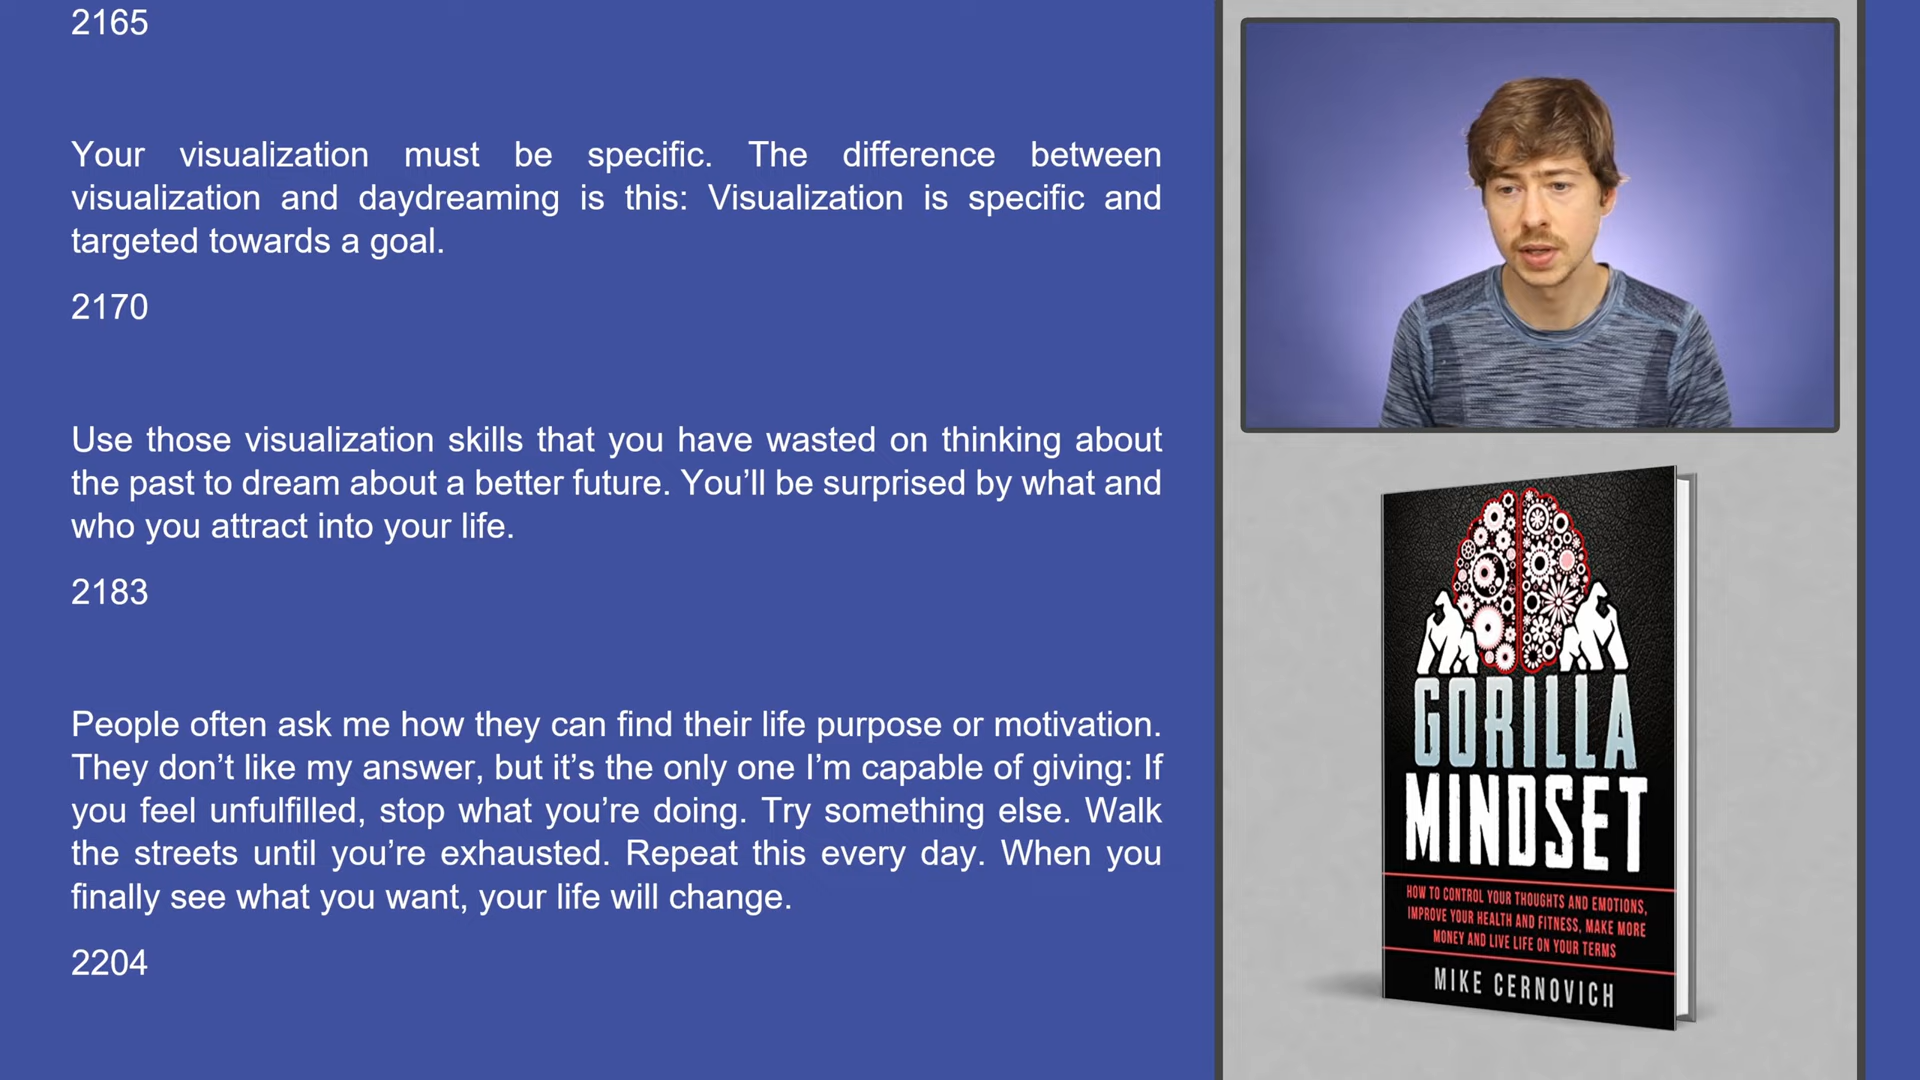 2165
Your visualization must be specific. The difference between
visualization and daydreaming is this: Visualization is specific and
targeted towards a goal.
2170
Use those visualization skills that you have wasted on thinking about
the past to dream about a better future. You’ll be surprised by what and
who you attract into your life.
2183
People often ask me how they can find their life purpose or motivation.
They don’t like my answer, but it’s the only one I’m capable of giving: If
you feel unfulfilled, stop what you’re doing. Try something else. Walk
the streets until you’re exhausted. Repeat this every day. When you
finally see what you want, your life will change.
2204
GORILLA
MINDSET
HOW TO CONTROL YOUR THOUGHTS AND EMOTIONS,
IMPROVE YOUR HEALTH AND FITNESS, MAKE MORE
MONEY AND LIVE LIFE ON YOUR TERMS
MIKE CERNOVICH